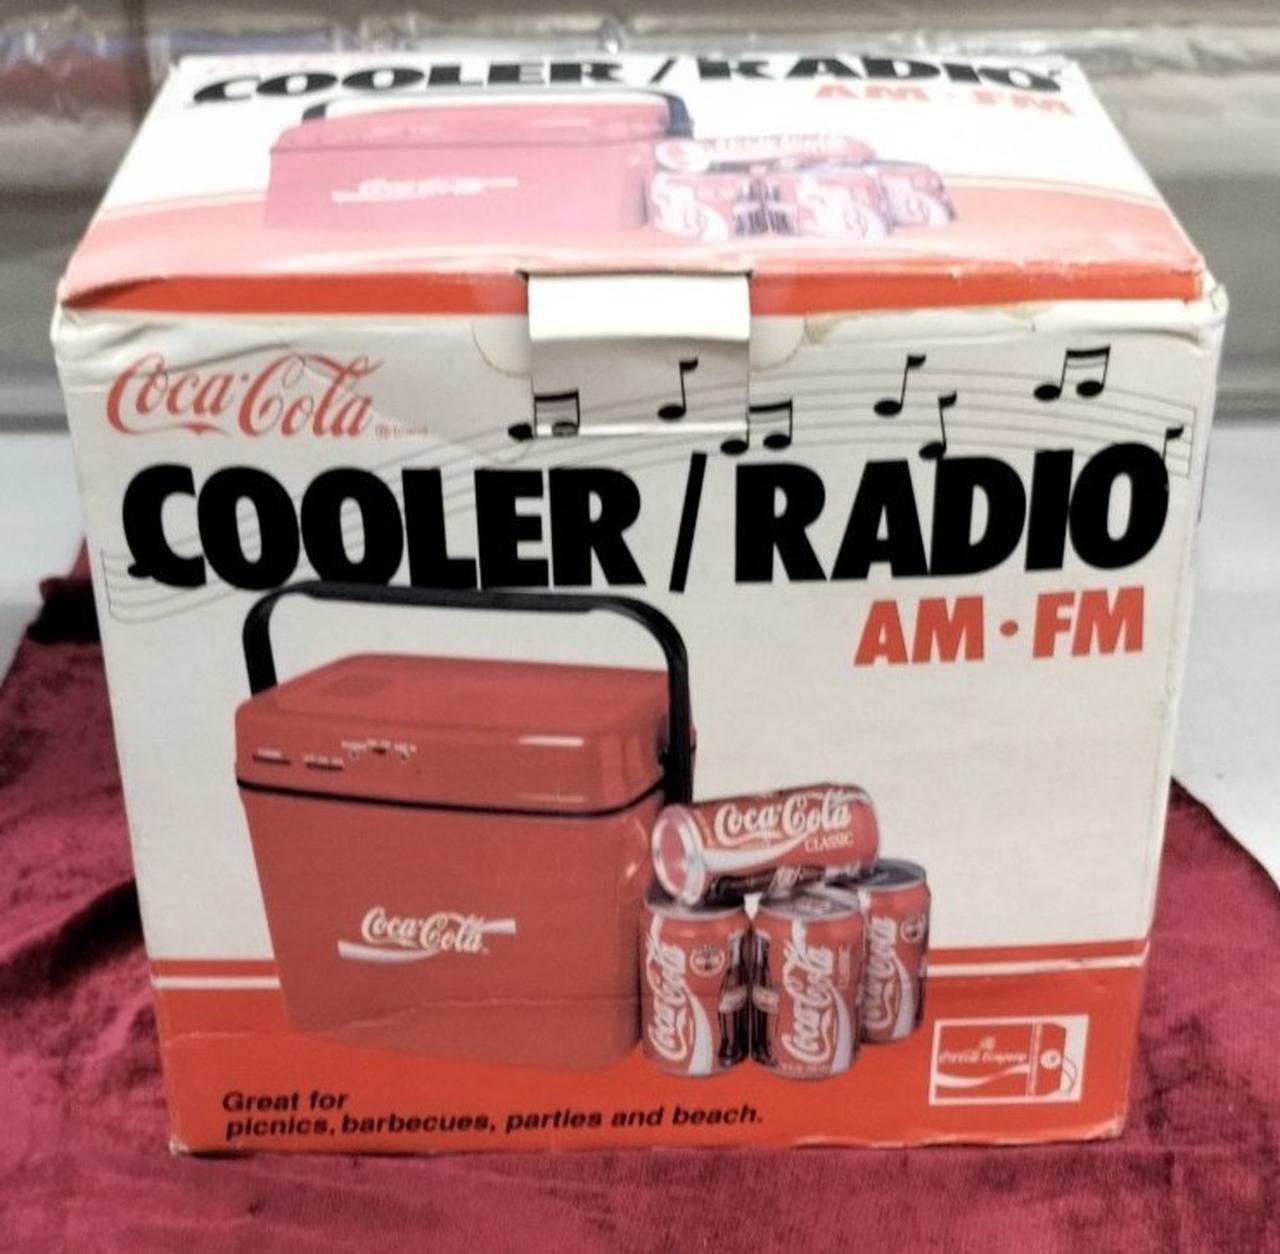 COOLER / RADIO
AM · FM
Coca-Cola
COOLER / RADIO
AM · FM
Coca-Cola
CLASSIC
Coca-Cola
Coca-Cola
Coca-Cola
Coca-Cola
Great for
picnics, barbecues, parties and beach.